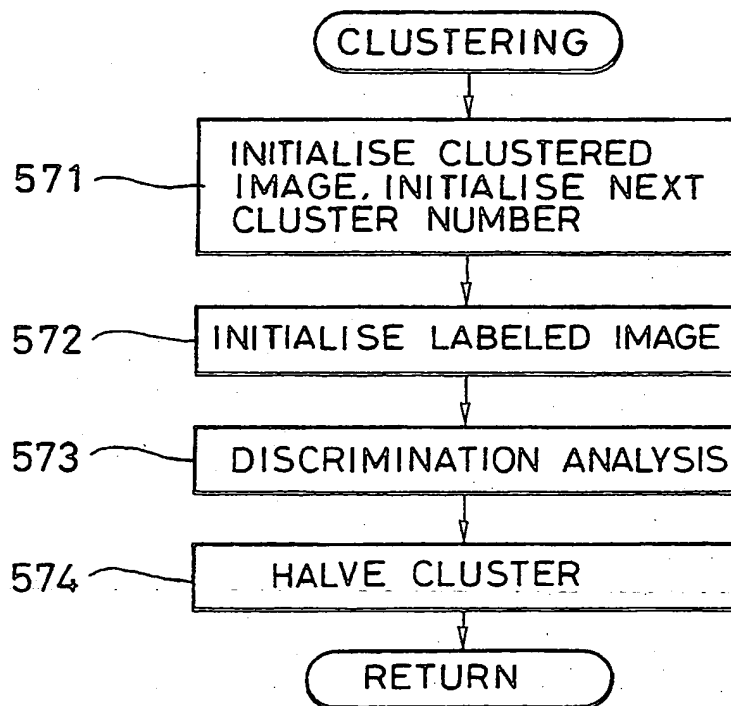 CLUSTERING
571
INITIALISE CLUSTERED
IMAGE, INITIALISE NEXT
CLUSTER NUMBER
572
INITIALISE LABELED IMAGE
573
DISCRIMINATION ANALYSIS
574
HALVE CLUSTER
RETURN